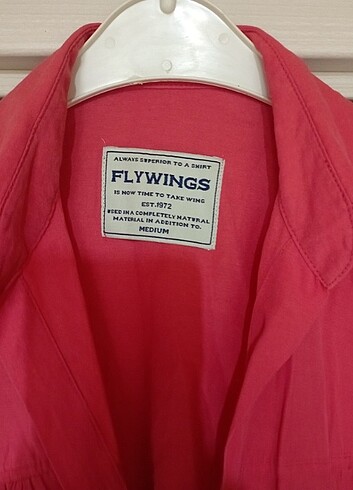 ALWAYS SUPERIOR TO A SHIRT
FLYWINGS
IS NOW TIME TO TAKE WING
EST.1972
USED IN A COMPLETELY NATURAL
MATERIAL IN ADDITION TO.
MEDIUM